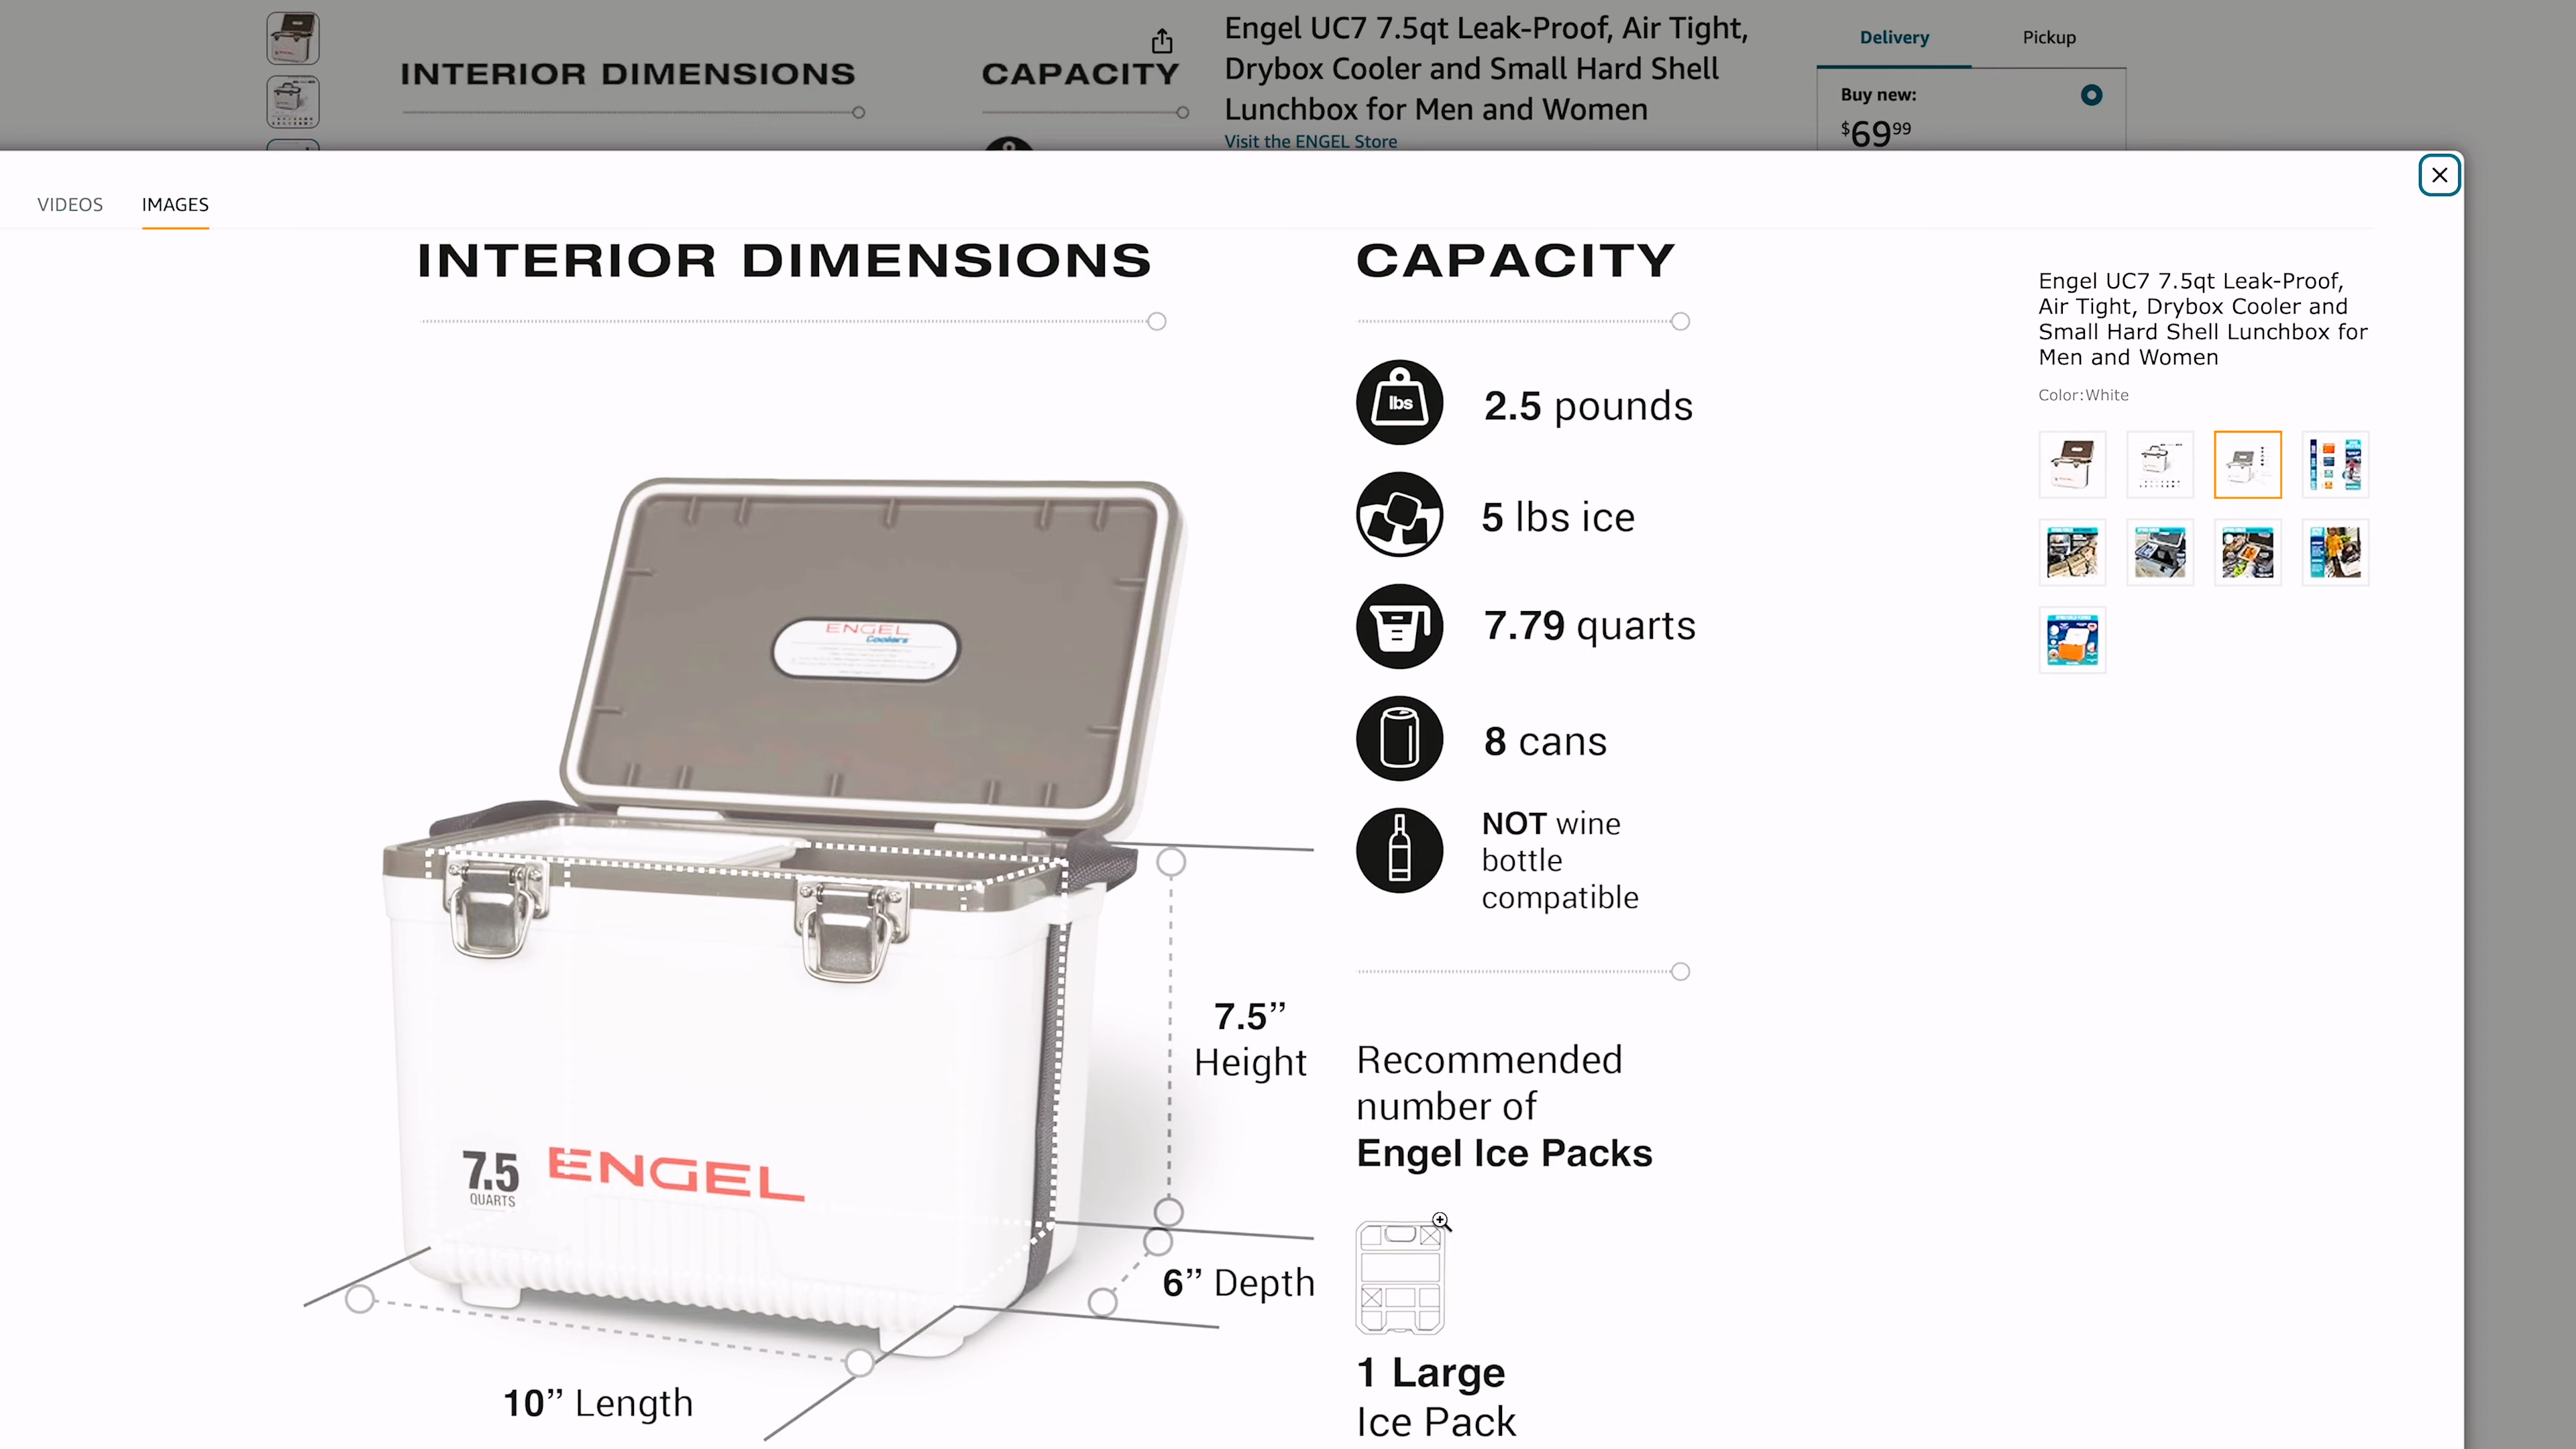 INTERIOR DIMENSIONS
CAPACITY
Engel UC7 7.5qt Leak-Proof, Air Tight,
Drybox Cooler and Small Hard Shell
Lunchbox for Men and Women
Visit the ENGEL Store
Delivery
Pickup
Buy new:
$69.99
VIDEOS
IMAGES
INTERIOR DIMENSIONS
ENGEL
Coolers
7.5
QUARTS
ENGEL
7.5”
Height
6” Depth
10” Length
CAPACITY
lbs
2.5 pounds
5 lbs ice
7.79 quarts
8 cans
NOT wine
bottle
compatible
Recommended
number of
Engel Ice Packs
1 Large
Ice Pack
Engel UC7 7.5qt Leak-Proof,
Air Tight, Drybox Cooler and
Small Hard Shell Lunchbox for
Men and Women
Color:White